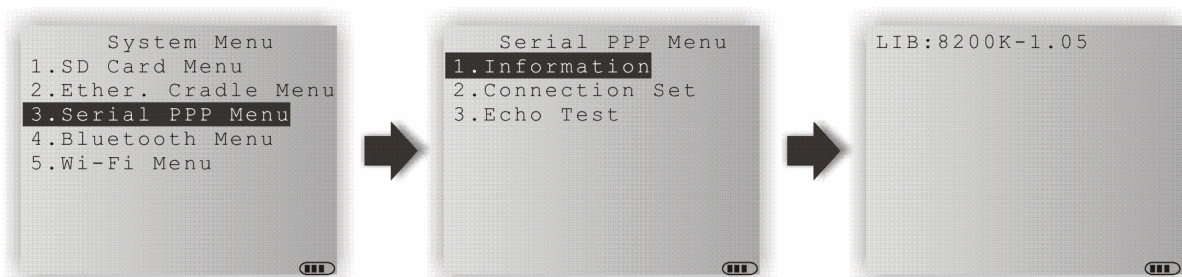 System Menu
1.SD Card Menu
2.Ether. Cradle Menu
3.Serial PPP Menu
4.Bluetooth Menu
5.Wi-Fi Menu
Serial PPP Menu
1.Information
2.Connection Set
3.Echo Test
LIB:8200K-1.05